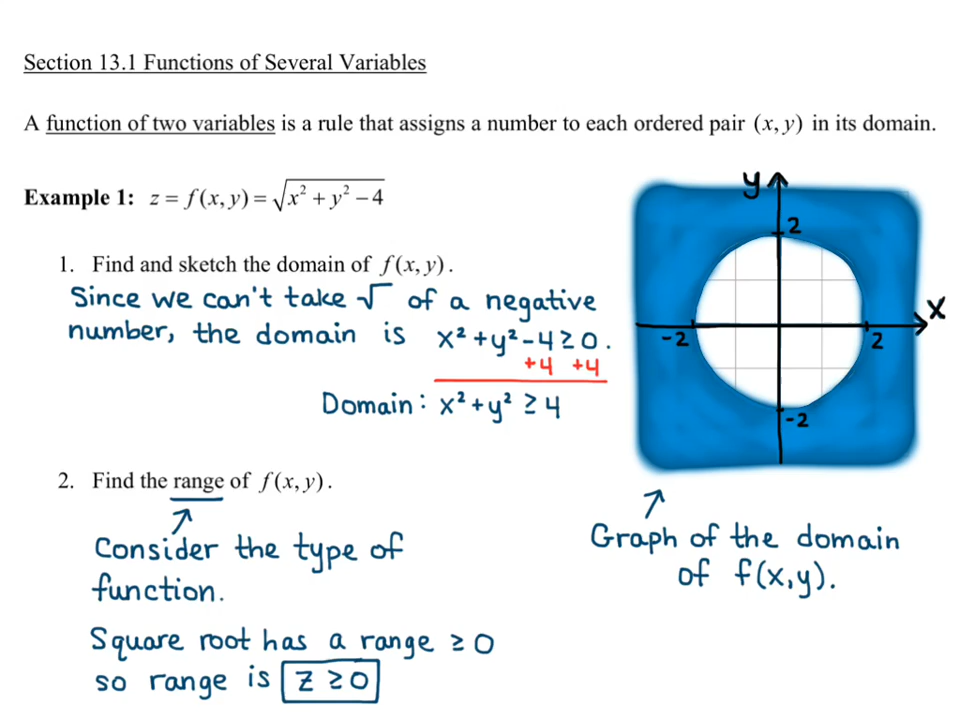 Section 13.1 Functions of Several Variables
A function of two variables is a rule that assigns a number to each ordered pair (x, y) in its domain.
Example 1: z = f(x, y) = √(x² + y² − 4)
1. Find and sketch the domain of f(x, y).
Since we can't take √ of a negative
number, the domain is x² + y² - 4 ≥ 0.
+4 +4
Domain: x² + y² ≥ 4
y
2
x
-2
2
-2
2. Find the range of f(x, y).
Consider the type of
function.
Square root has a range ≥ 0
so range is z ≥ 0
Graph of the domain
of f(x,y).